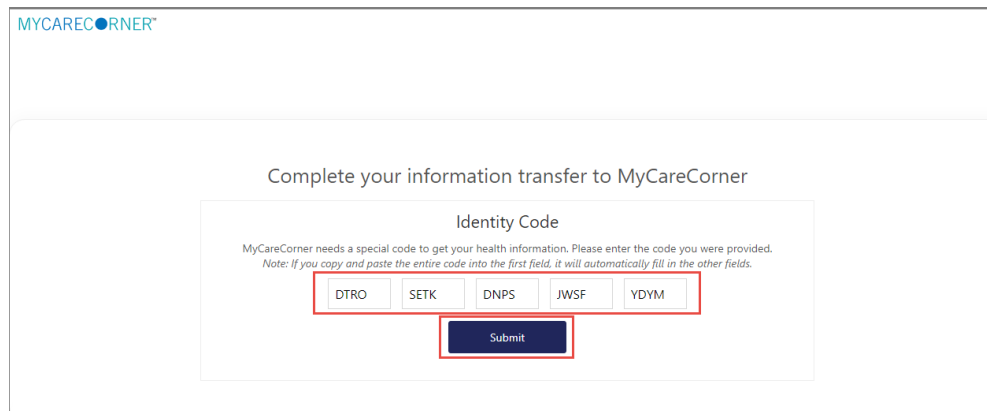 MYCARECORNER™
Complete your information transfer to MyCareCorner
Identity Code
MyCareCorner needs a special code to get your health information. Please enter the code you were provided.
Note: If you copy and paste the entire code into the first field, it will automatically fill in the other fields.
DTRO SETK DNPS JWSF YDYM
Submit